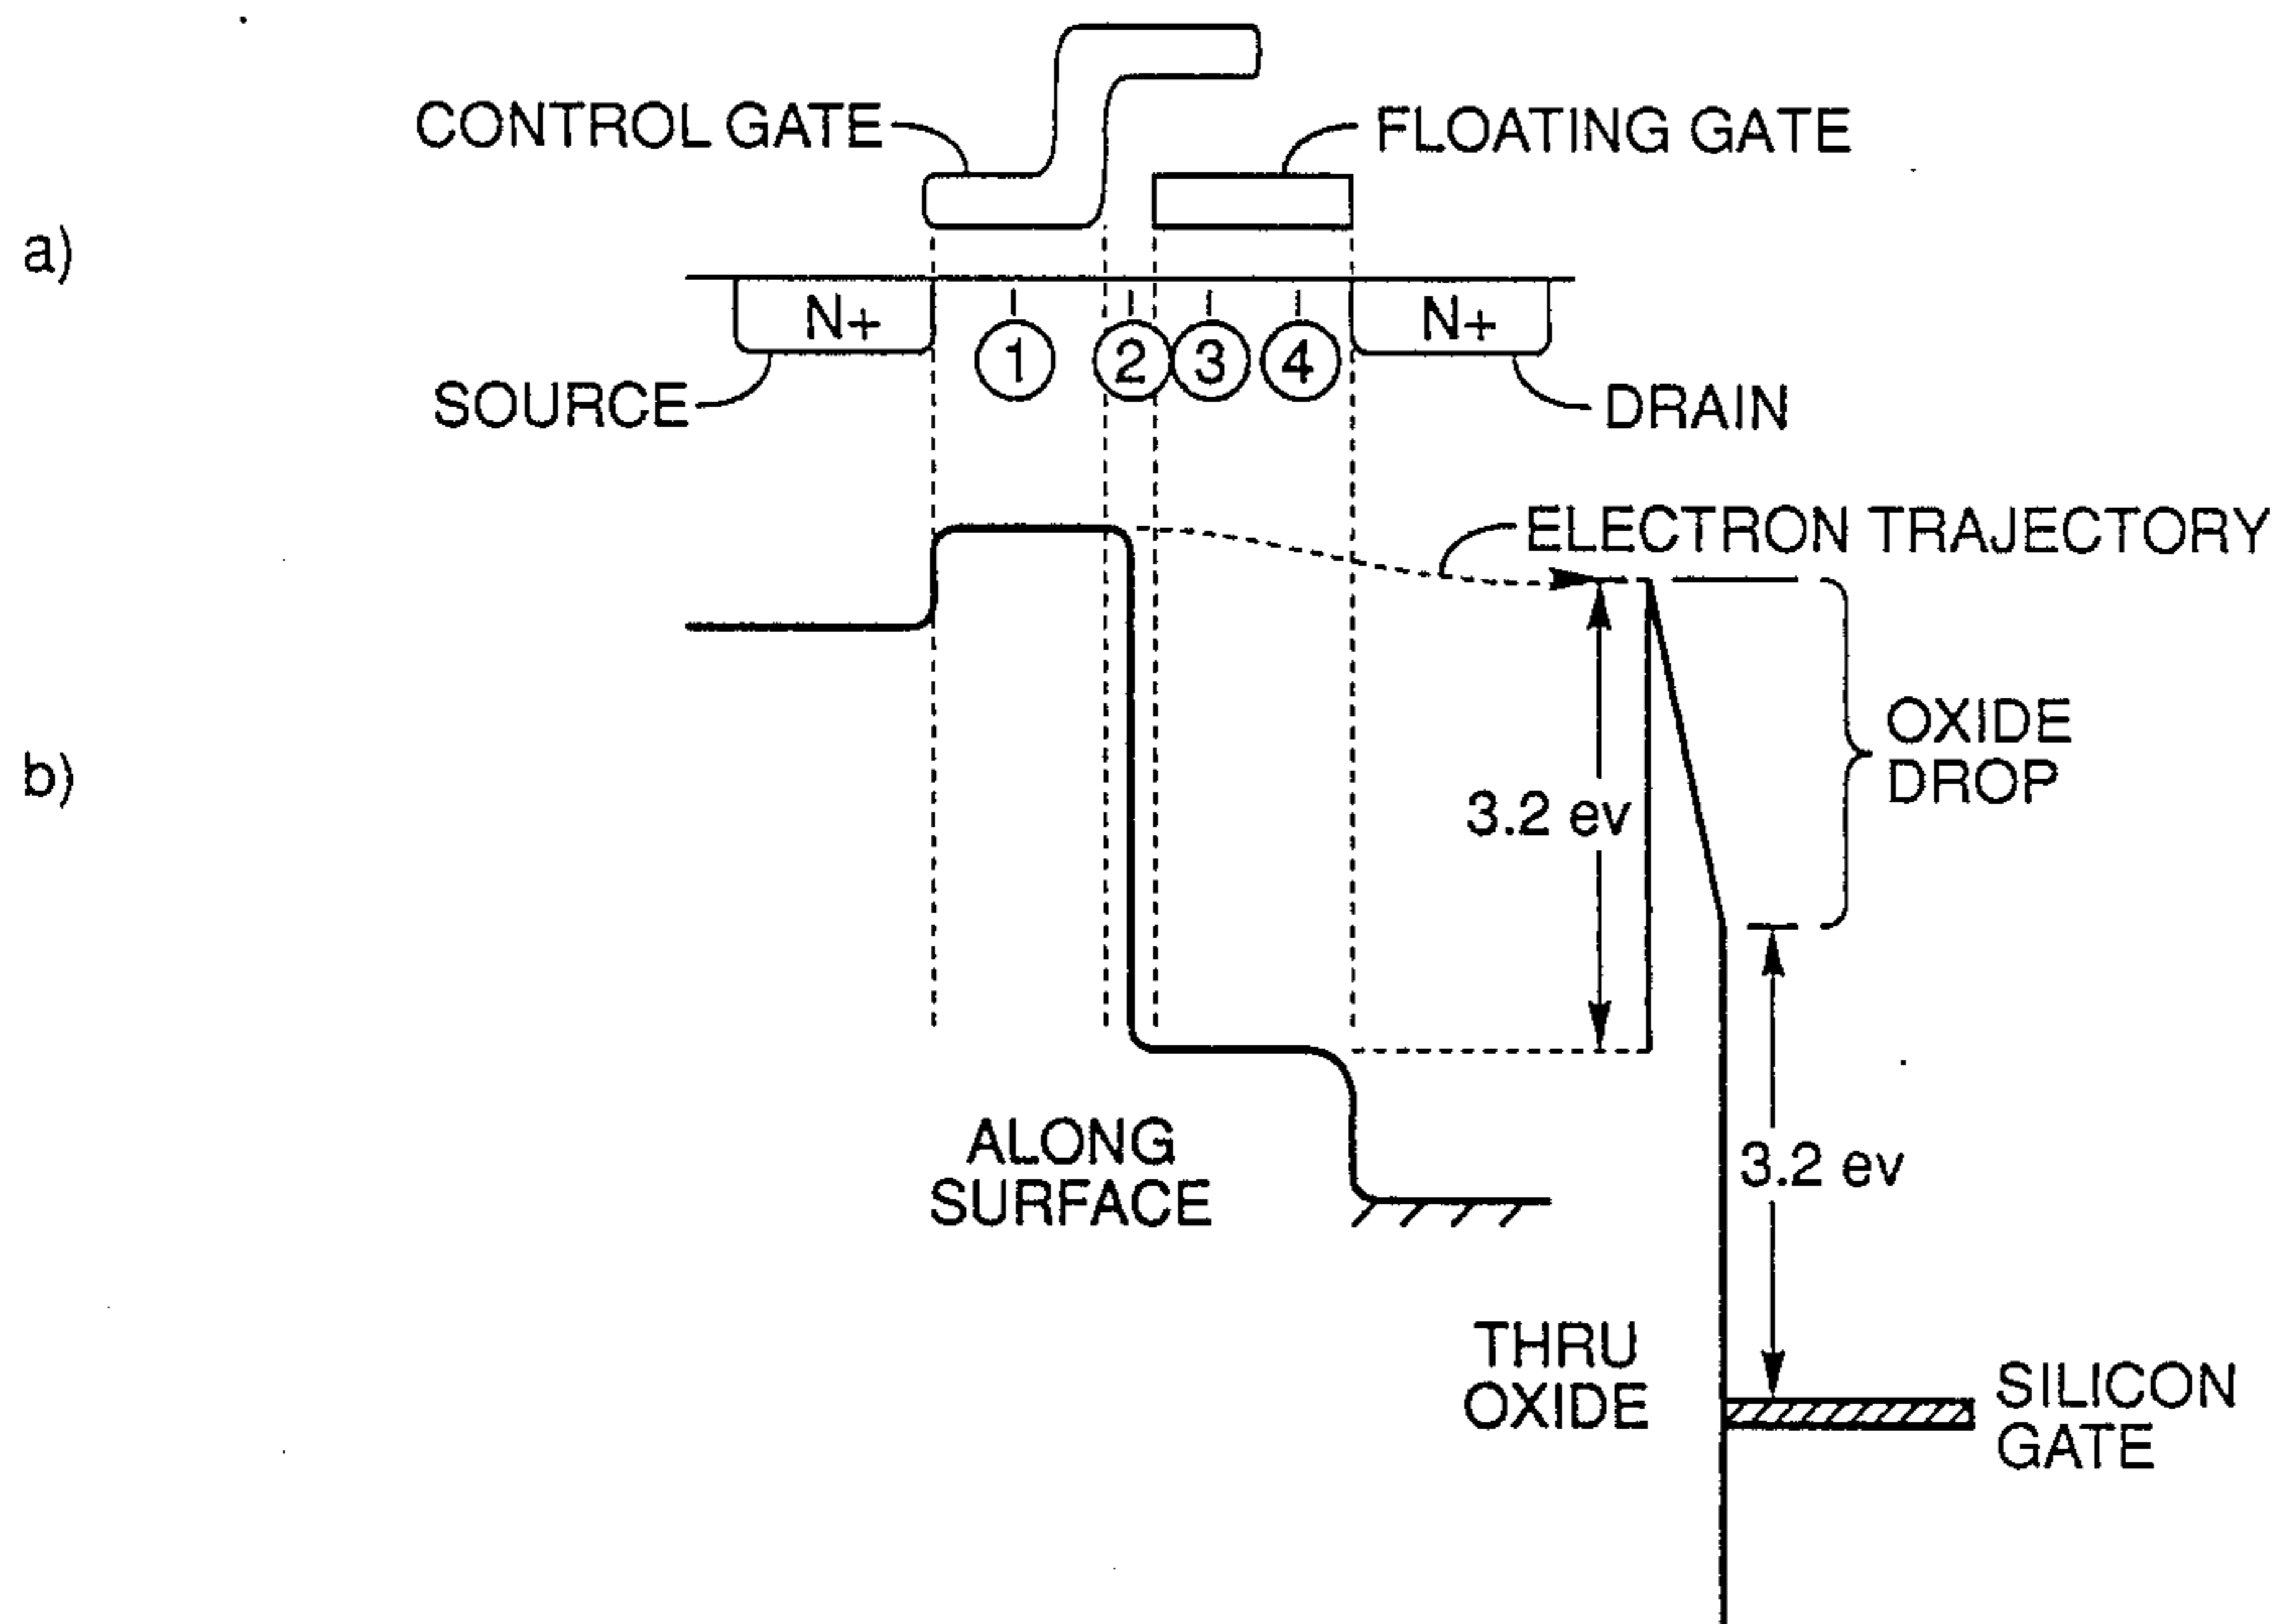 CONTROL GATE
FLOATING GATE
a)
N+
N+
1
2
3
4
SOURCE
DRAIN
ELECTRON TRAJECTORY
OXIDE
DROP
b)
3.2 ev
ALONG
SURFACE
3.2 ev
THRU
OXIDE
SILICON
GATE